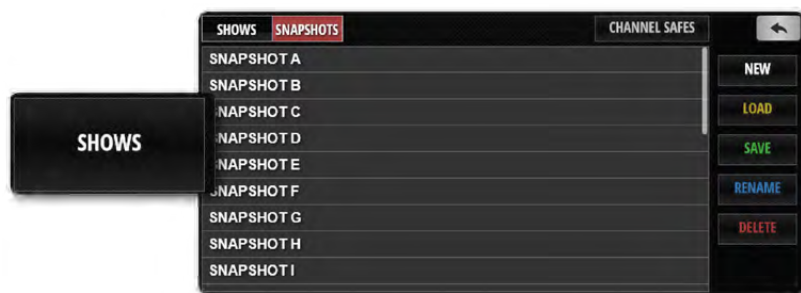 SHOWS
SHOWS SNAPSHOTS CHANNEL SAFES
SNAPSHOT A
SNAPSHOT B
SNAPSHOT C
SNAPSHOT D
SNAPSHOT E
SNAPSHOT F
SNAPSHOT G
SNAPSHOT H
SNAPSHOT I
NEW
LOAD
SAVE
RENAME
DELETE